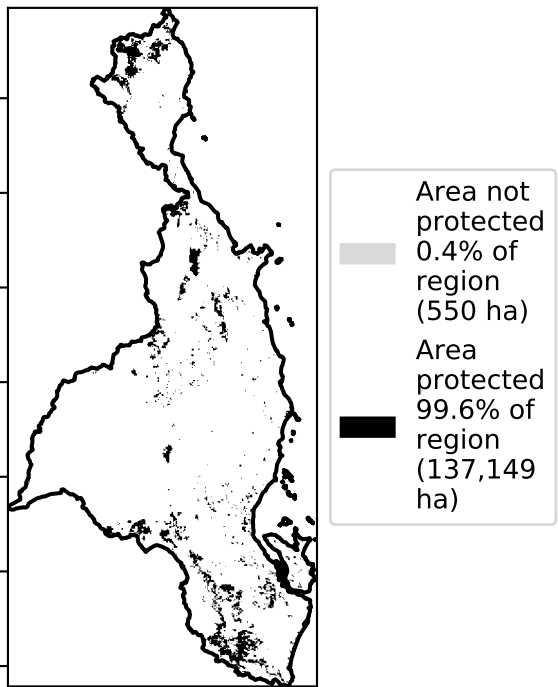 Area not
protected
0.4% of
region
(550 ha)
Area
protected
99.6% of
region
(137,149
ha)